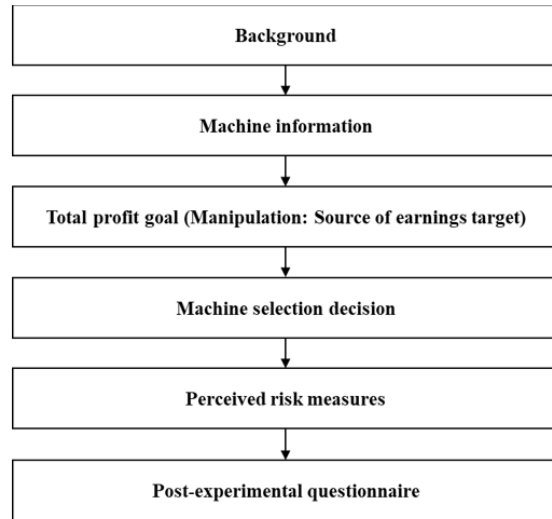 Background
Machine information
Total profit goal (Manipulation: Source of earnings target)
Machine selection decision
Perceived risk measures
Post-experimental questionnaire